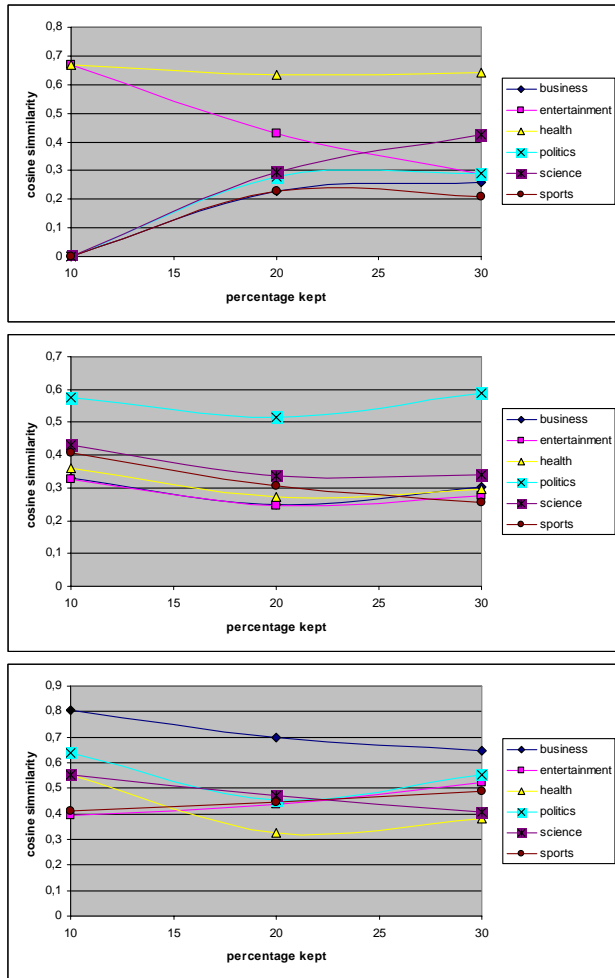 0,8
0,7
0,6
0,5
0,4
0,3
0,2
0,1
0
cosine simmilarity
10 15 20 25 30
percentage kept
business
entertainment
health
politics
science
sports
0,7
0,6
0,5
0,4
0,3
0,2
0,1
0
cosine simmilarity
10 15 20 25 30
percentage kept
business
entertainment
health
politics
science
sports
0,9
0,8
0,7
0,6
0,5
0,4
0,3
0,2
0,1
0
cosine simmilarity
10 15 20 25 30
percentage kept
business
entertainment
health
politics
science
sports